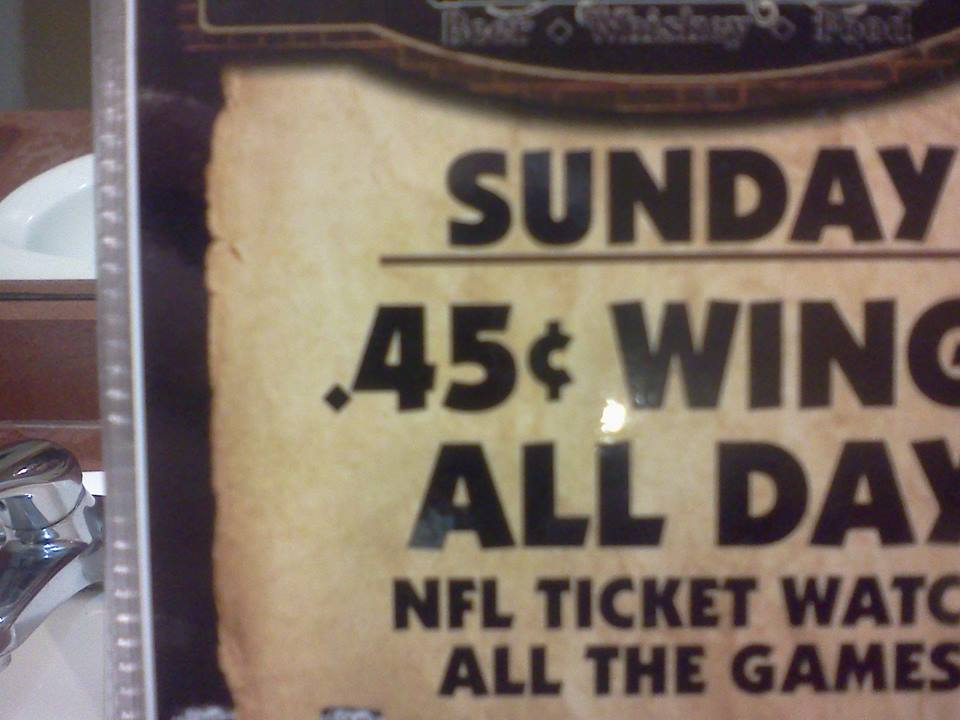 Beer ◇ Whiskey ◇ Food
SUNDAY
.45¢ WING
ALL DAY
NFL TICKET WATC
ALL THE GAMES